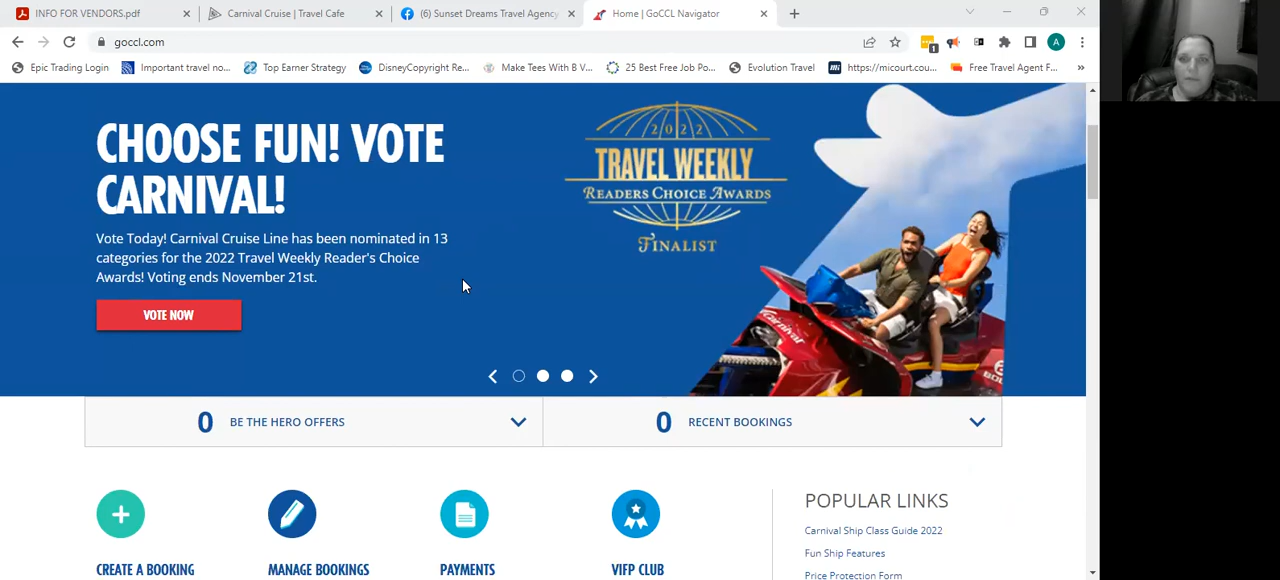 INFO FOR VENDORS.pdf
Carnival Cruise | Travel Cafe
(6) Sunset Dreams Travel Agency
Home | GoCCL Navigator
goccl.com
1
A
Epic Trading Login
Important travel no...
Top Earner Strategy
DisneyCopyright Re...
Make Tees With B V...
25 Best Free Job Po...
Evolution Travel
https://micourt.cou...
Free Travel Agent F...
»
CHOOSE FUN! VOTE
CARNIVAL!
Vote Today! Carnival Cruise Line has been nominated in 13
categories for the 2022 Travel Weekly Reader's Choice
Awards! Voting ends November 21st.
VOTE NOW
2022
TRAVEL WEEKLY
READERS CHOICE AWARDS
FINALIST
Carnival
0 BE THE HERO OFFERS
0 RECENT BOOKINGS
CREATE A BOOKING
MANAGE BOOKINGS
PAYMENTS
VIFP CLUB
POPULAR LINKS
Carnival Ship Class Guide 2022
Fun Ship Features
Price Protection Form